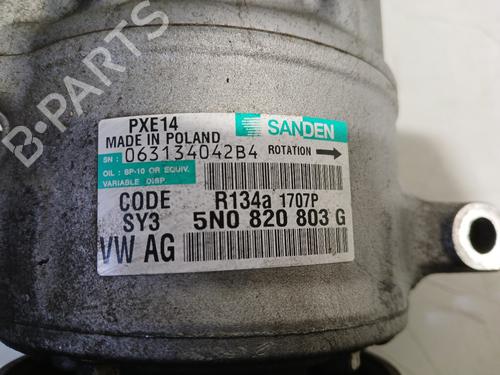 PXE14
MADE IN POLAND
SANDEN
SN : 063134042B4
ROTATION
OIL : SP-10 OR EQUIV.
VARIABLE DISP.
CODE
R134a 1707P
SY3
5N0 820 803 G
VW AG
B-PARTS